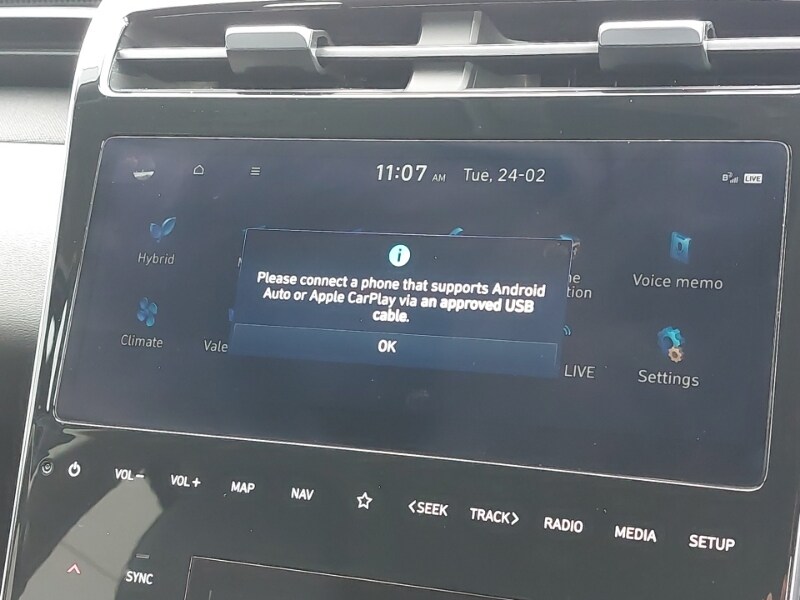 11:07 AM Tue, 24-02
LIVE
Hybrid
Voice memo
Please connect a phone that supports Android
Auto or Apple CarPlay via an approved USB
cable.
OK
Climate
LIVE
Settings
VOL− VOL+ MAP NAV <SEEK TRACK> RADIO MEDIA SETUP
SYNC